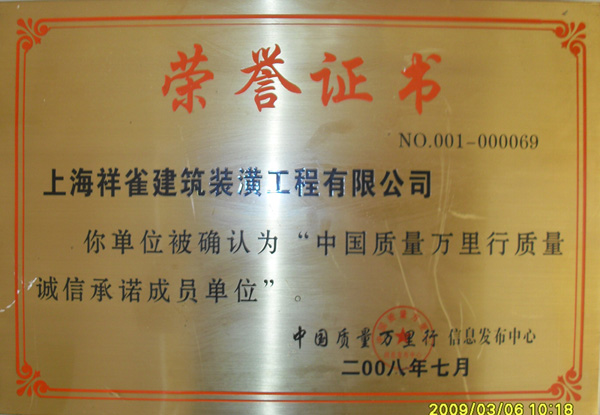 荣誉证书
NO.001-000069
上海祥雀建筑装潢工程有限公司
你单位被确认为“中国质量万里行质量
诚信承诺成员单位”。
中国质量万里行 信息发布中心
二00八年七月
2009/03/06 10:18